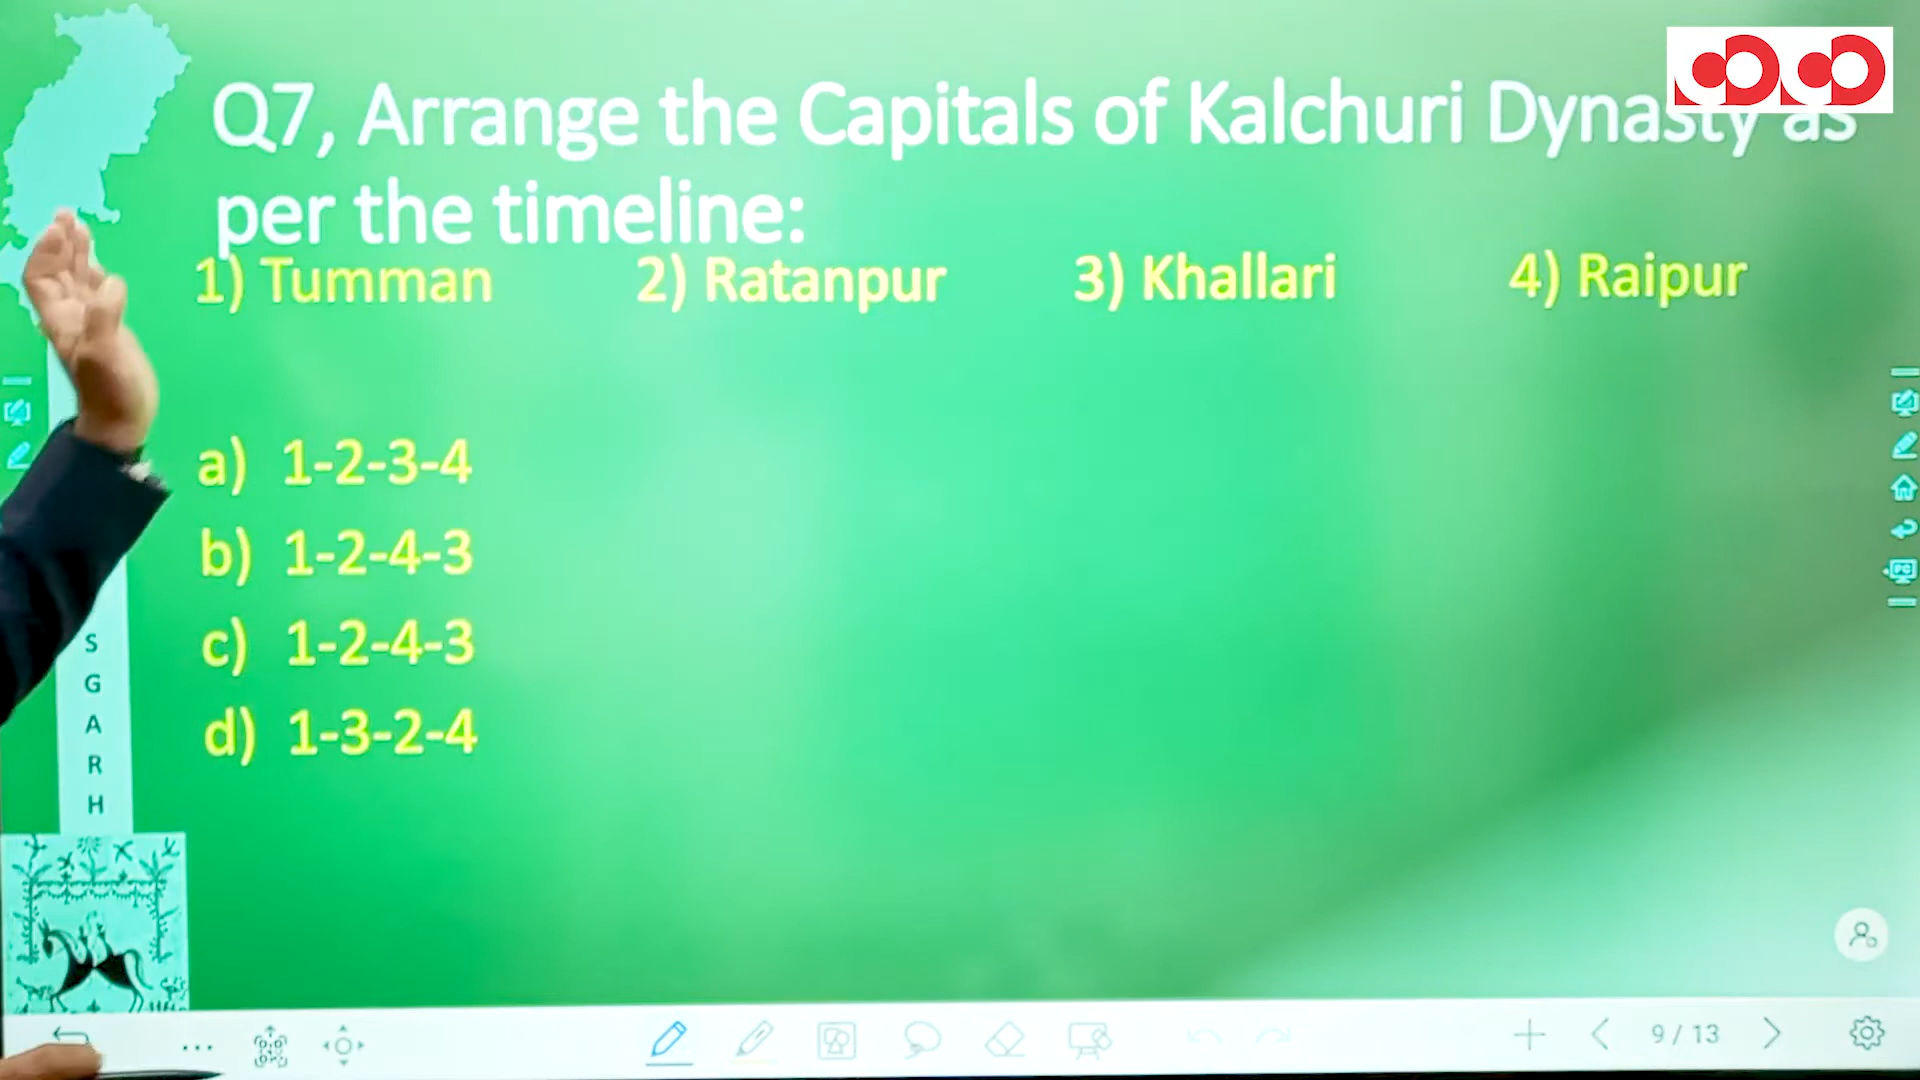 Q7, Arrange the Capitals of Kalchuri Dynasty as
per the timeline:
1) Tumman 2) Ratanpur 3) Khallari 4) Raipur
a) 1-2-3-4
b) 1-2-4-3
c) 1-2-4-3
d) 1-3-2-4
S
G
A
R
H
PC
9 / 13